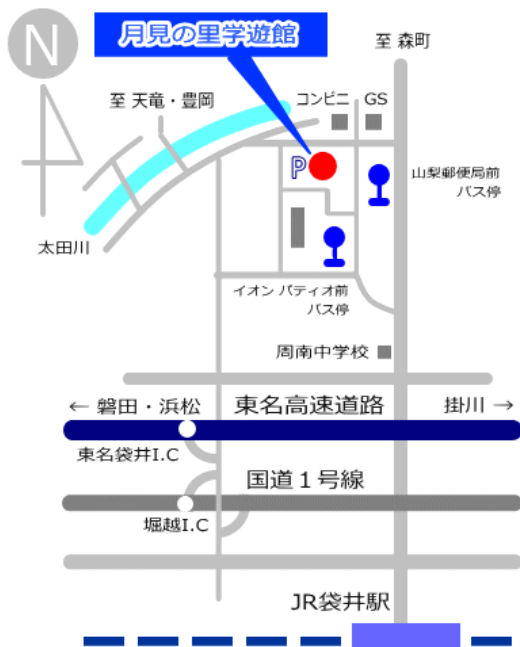 N
月見の里学遊館
至 森町
至 天竜・豊岡
コンビニ
GS
P
山梨郵便局前
バス停
太田川
イオン パティオ前
バス停
周南中学校
← 磐田・浜松
東名高速道路
掛川 →
東名袋井I.C
国道1号線
堀越I.C
JR袋井駅